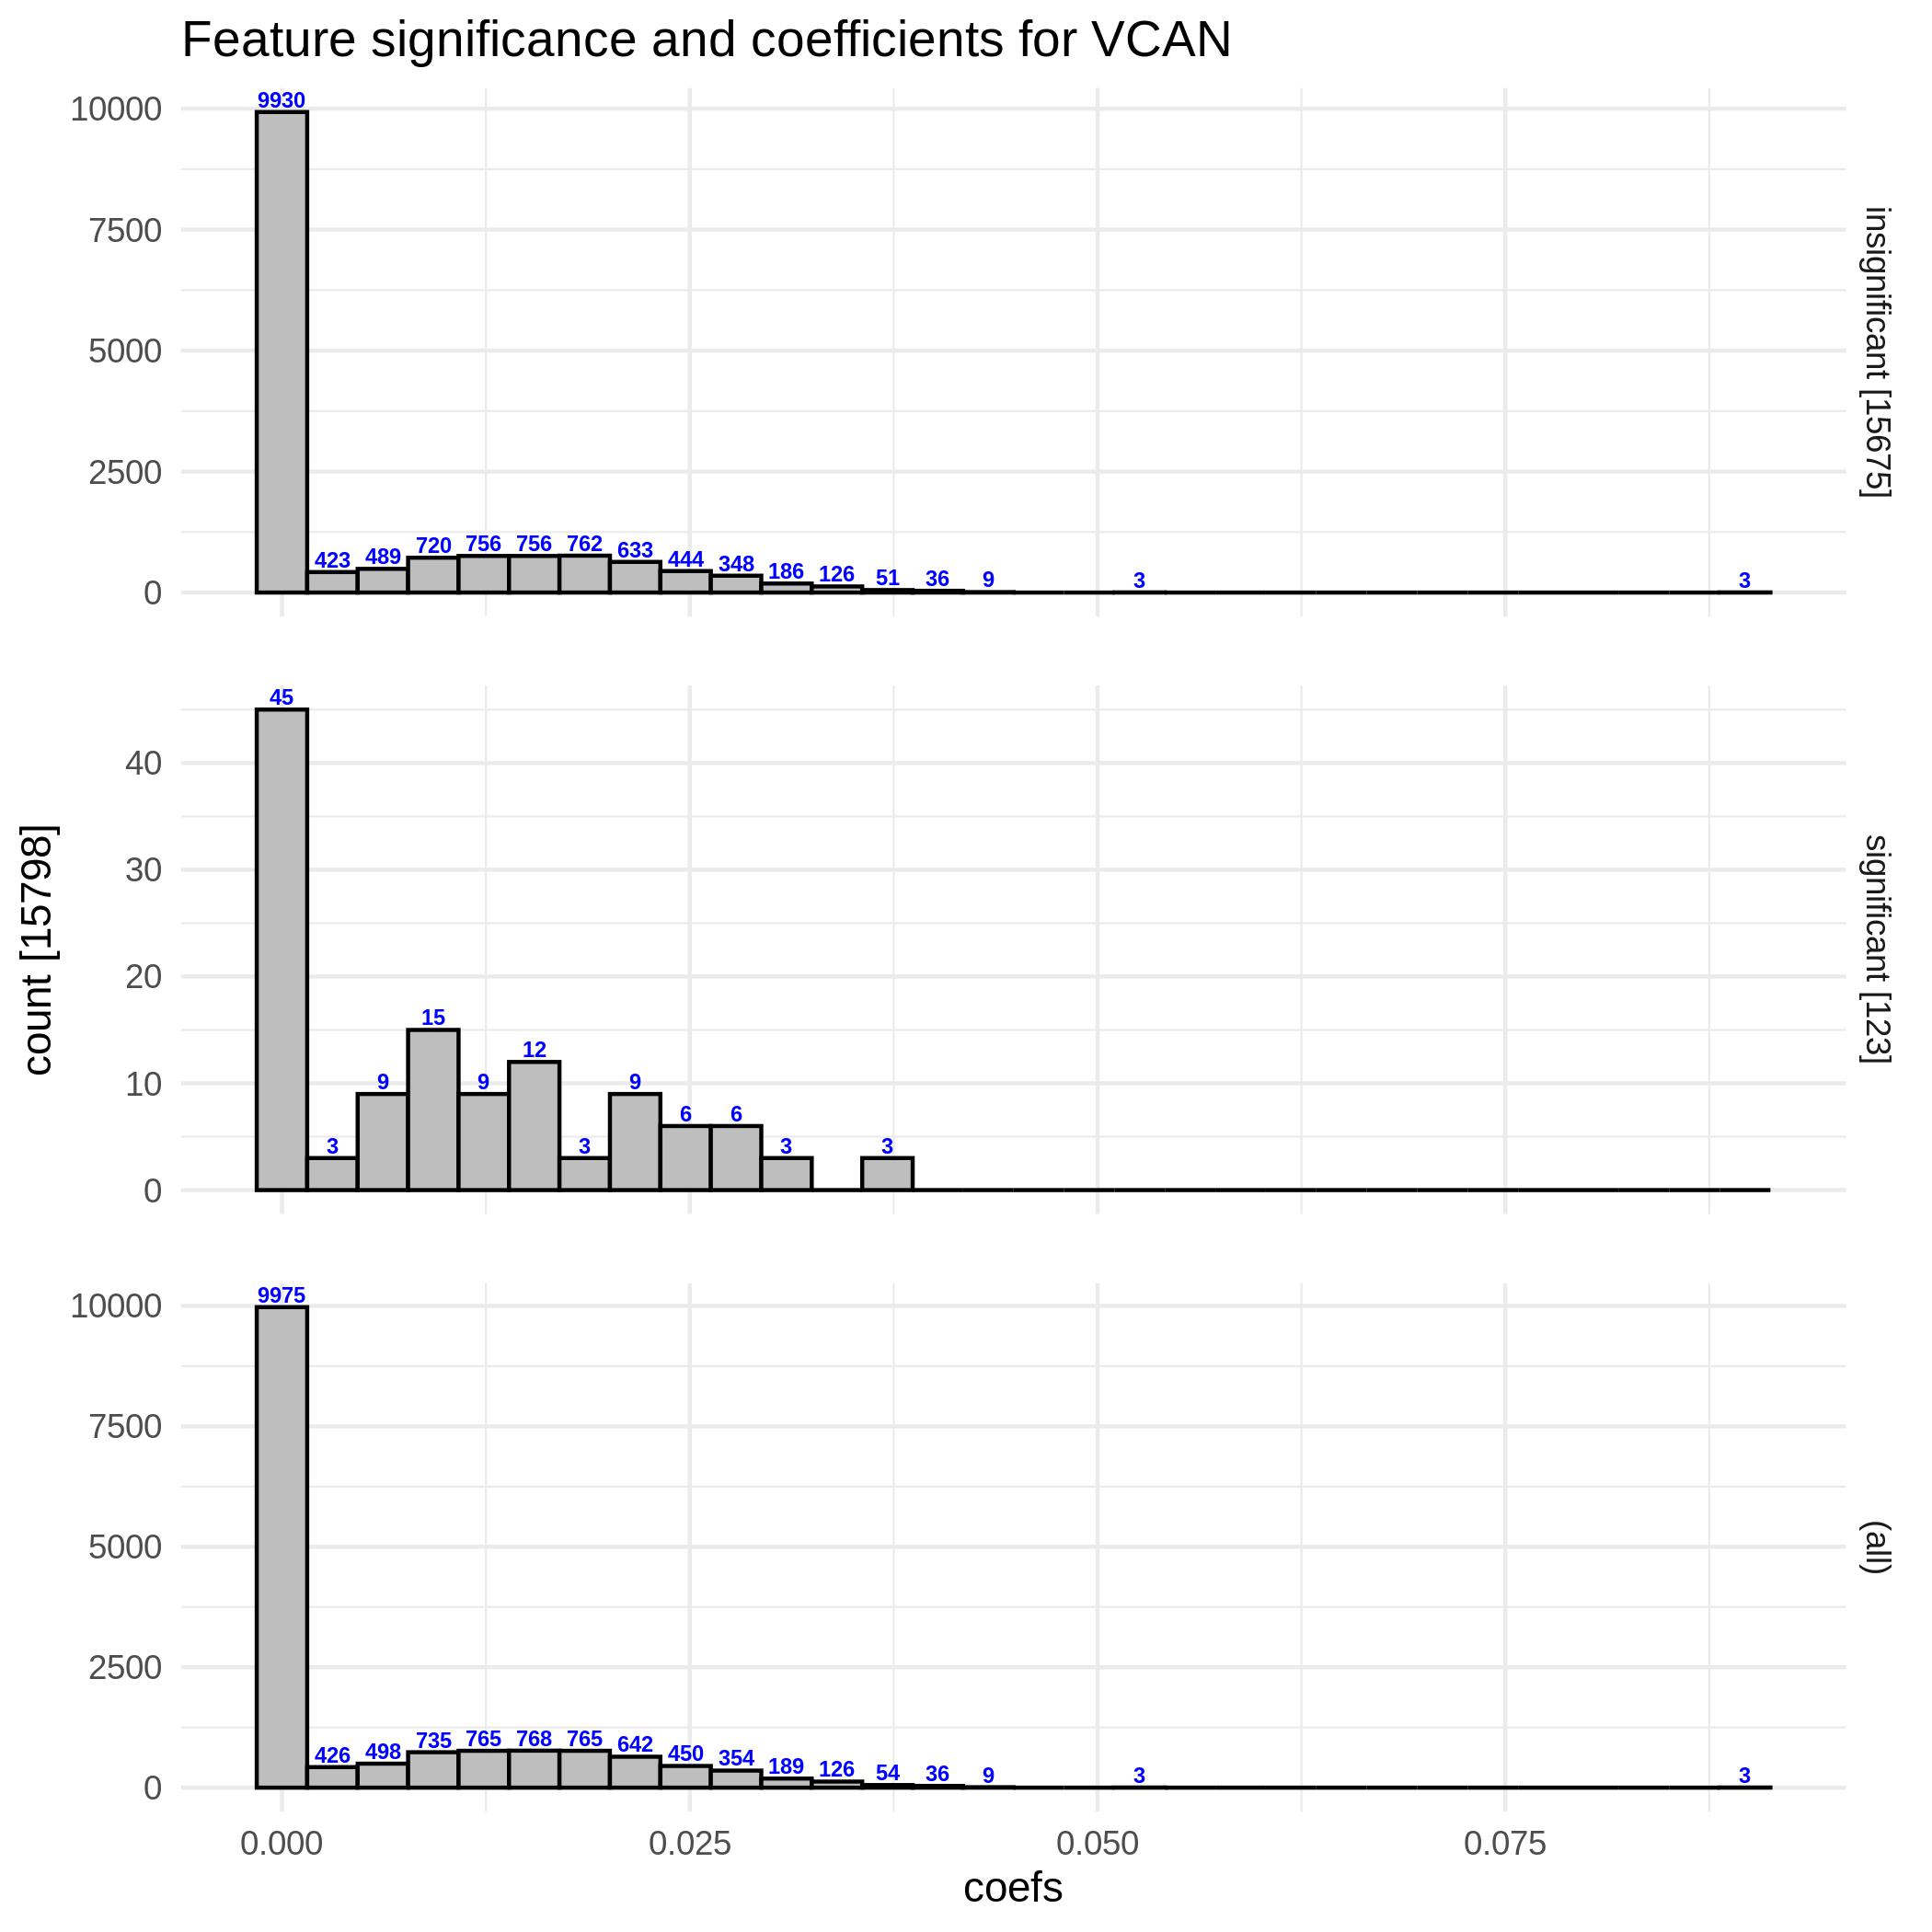 Feature significance and coefficients for VCAN
10000
7500
5000
2500
0
9930
423 489 720 756 756 762 633 444 348 186 126 51 36 9 3 3
insignificant [15675]
count [15798]
40
30
20
10
0
45
3 9 15 9 12 3 9 6 6 3 3
significant [123]
10000
7500
5000
2500
0
9975
426 498 735 765 768 765 642 450 354 189 126 54 36 9 3 3
(all)
0.000 0.025 0.050 0.075
coefs